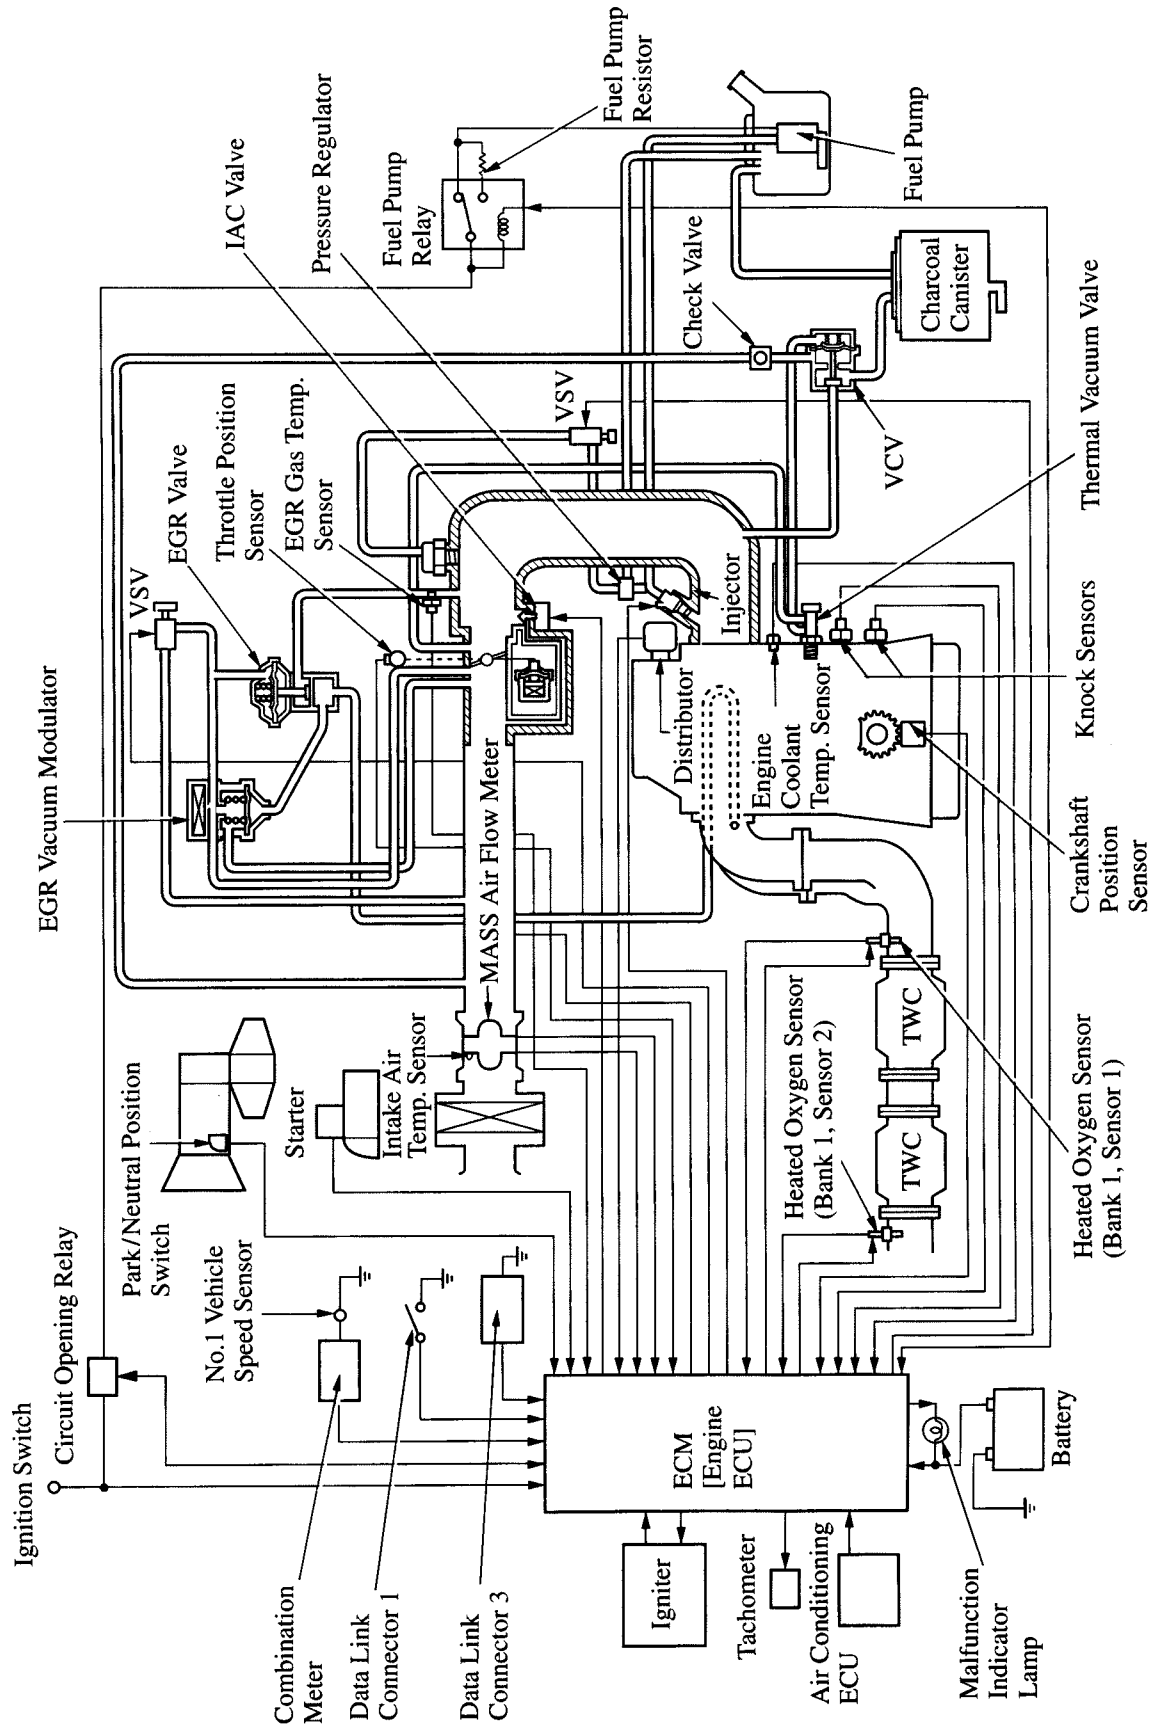 Ignition Switch
Circuit Opening Relay
Park/Neutral Position
Switch
No.1 Vehicle
Speed Sensor
Combination
Meter
Data Link
Connector 1
Data Link
Connector 3
Starter
Intake Air
Temp. Sensor
MASS Air Flow Meter
EGR Vacuum Modulator
VSV
EGR Valve
Throttle Position
Sensor
EGR Gas Temp.
Sensor
IAC Valve
Pressure Regulator
Fuel Pump
Relay
Fuel Pump
Resistor
VSV
Check Valve
Fuel Pump
Charcoal
Canister
VCV
Thermal Vacuum Valve
Injector
Distributor
Engine
Coolant
Temp. Sensor
Knock Sensors
Crankshaft
Position
Sensor
Heated Oxygen Sensor
(Bank 1, Sensor 2)
TWC
TWC
Heated Oxygen Sensor
(Bank 1, Sensor 1)
ECM
[Engine
ECU]
Igniter
Tachometer
Air Conditioning
ECU
Malfunction
Indicator
Lamp
Battery